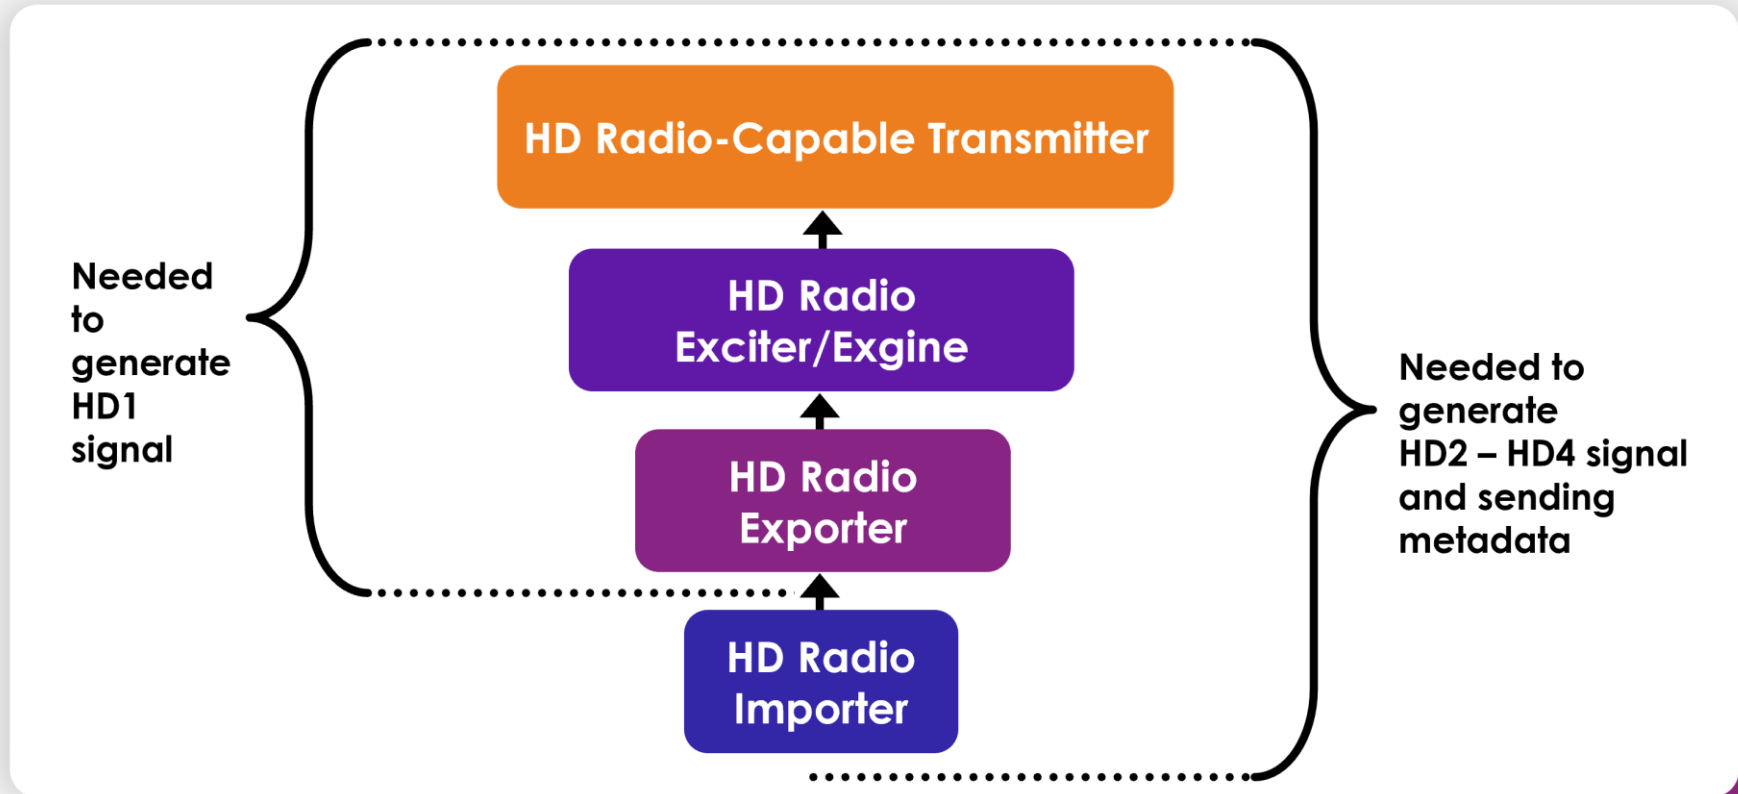 HD Radio-Capable Transmitter
HD Radio
Exciter/Exgine
HD Radio
Exporter
HD Radio
Importer
Needed
to
generate
HD1
signal
Needed to
generate
HD2 – HD4 signal
and sending
metadata